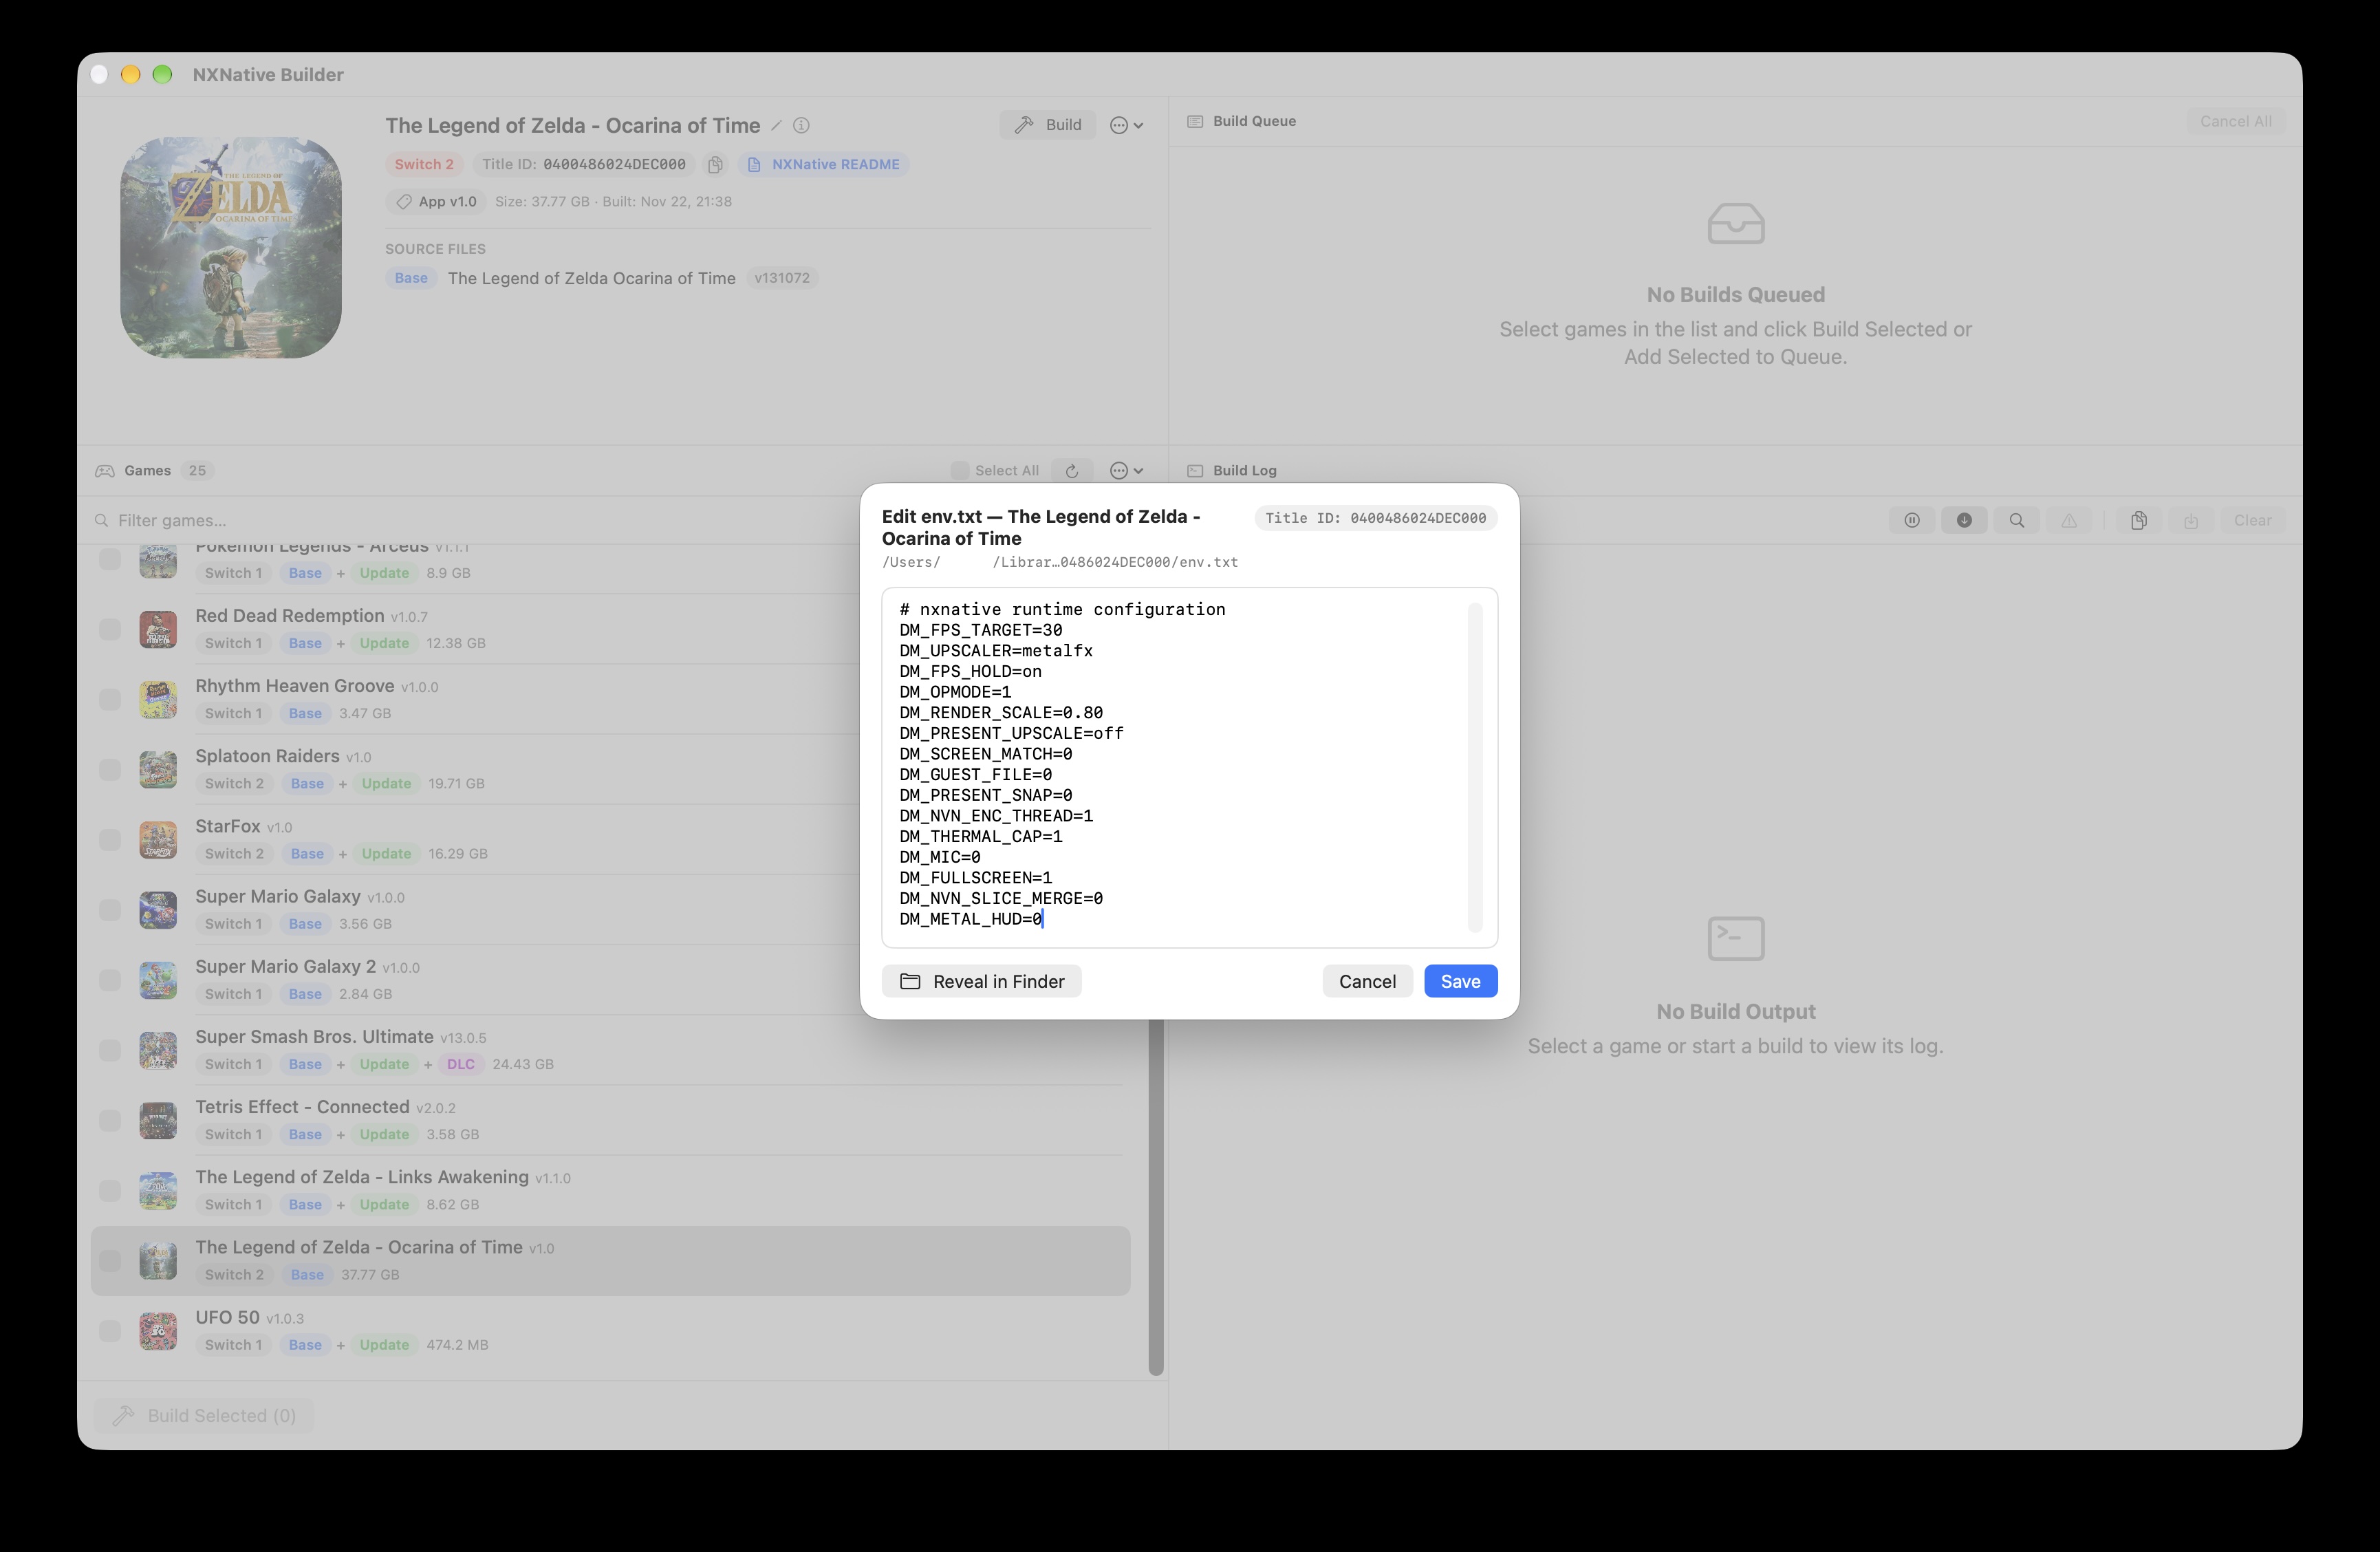 NXNative Builder
THE LEGEND OF
ZELDA
OCARINA OF TIME
The Legend of Zelda - Ocarina of Time
Build
Switch 2
Title ID: 0400486024DEC000
NXNative README
App v1.0
Size: 37.77 GB · Built: Nov 22, 21:38
SOURCE FILES
Base
The Legend of Zelda Ocarina of Time
v131072
Build Queue
Cancel All
No Builds Queued
Select games in the list and click Build Selected or
Add Selected to Queue.
Games
25
Select All
Filter games...
Build Log
Clear
No Build Output
Select a game or start a build to view its log.
Pokemon Legends - Arceus v1.1.1
Switch 1 Base + Update 8.9 GB
Red Dead Redemption v1.0.7
Switch 1 Base + Update 12.38 GB
Rhythm Heaven Groove v1.0.0
Switch 1 Base 3.47 GB
Splatoon Raiders v1.0
Switch 2 Base + Update 19.71 GB
StarFox v1.0
Switch 2 Base + Update 16.29 GB
Super Mario Galaxy v1.0.0
Switch 1 Base 3.56 GB
Super Mario Galaxy 2 v1.0.0
Switch 1 Base 2.84 GB
Super Smash Bros. Ultimate v13.0.5
Switch 1 Base + Update + DLC 24.43 GB
Tetris Effect - Connected v2.0.2
Switch 1 Base + Update 3.58 GB
The Legend of Zelda - Links Awakening v1.1.0
Switch 1 Base + Update 8.62 GB
The Legend of Zelda - Ocarina of Time v1.0
Switch 2 Base 37.77 GB
UFO 50 v1.0.3
Switch 1 Base + Update 474.2 MB
Build Selected (0)
Edit env.txt — The Legend of Zelda -
Ocarina of Time
Title ID: 0400486024DEC000
/Users/ /Librar…0486024DEC000/env.txt
# nxnative runtime configuration
DM_FPS_TARGET=30
DM_UPSCALER=metalfx
DM_FPS_HOLD=on
DM_OPMODE=1
DM_RENDER_SCALE=0.80
DM_PRESENT_UPSCALE=off
DM_SCREEN_MATCH=0
DM_GUEST_FILE=0
DM_PRESENT_SNAP=0
DM_NVN_ENC_THREAD=1
DM_THERMAL_CAP=1
DM_MIC=0
DM_FULLSCREEN=1
DM_NVN_SLICE_MERGE=0
DM_METAL_HUD=0
Reveal in Finder
Cancel
Save